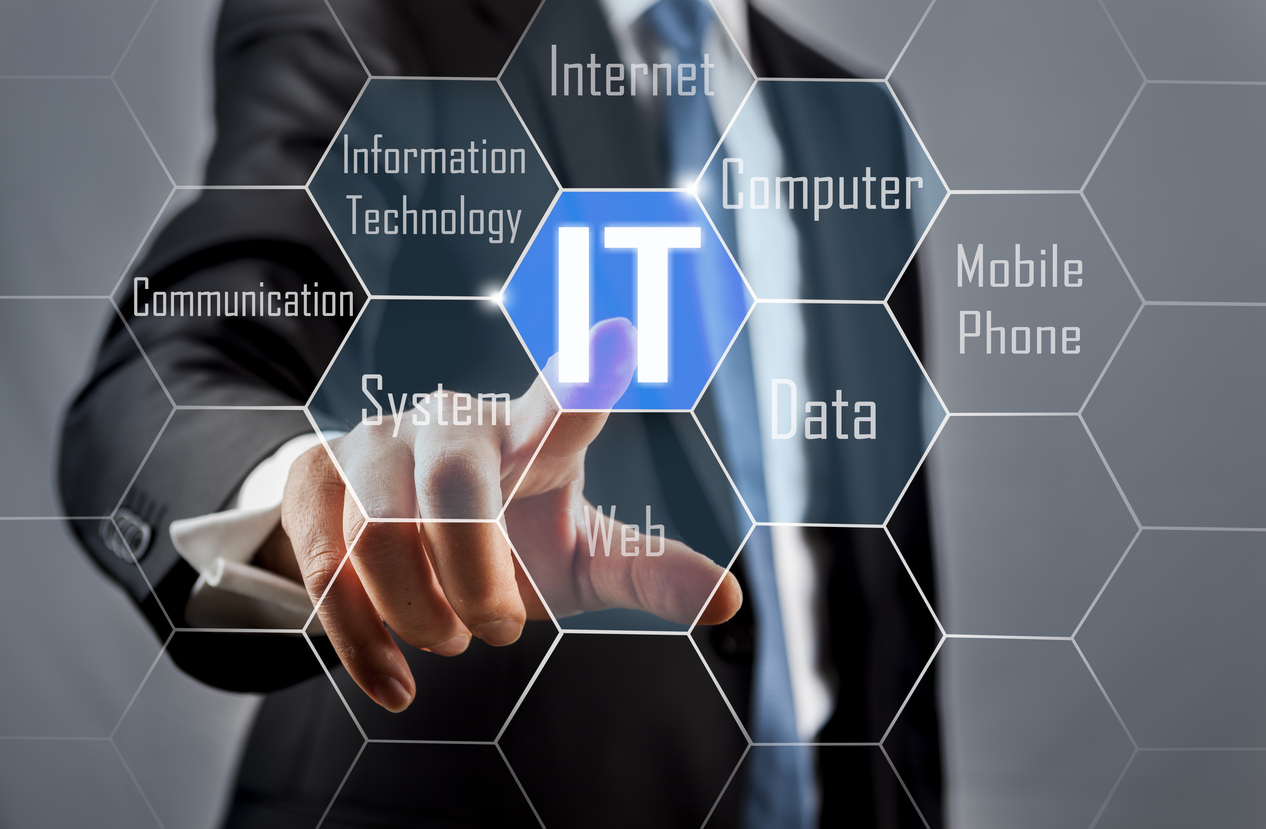 Internet
Information
Technology
Computer
IT
Communication
Mobile
Phone
System
Data
Web